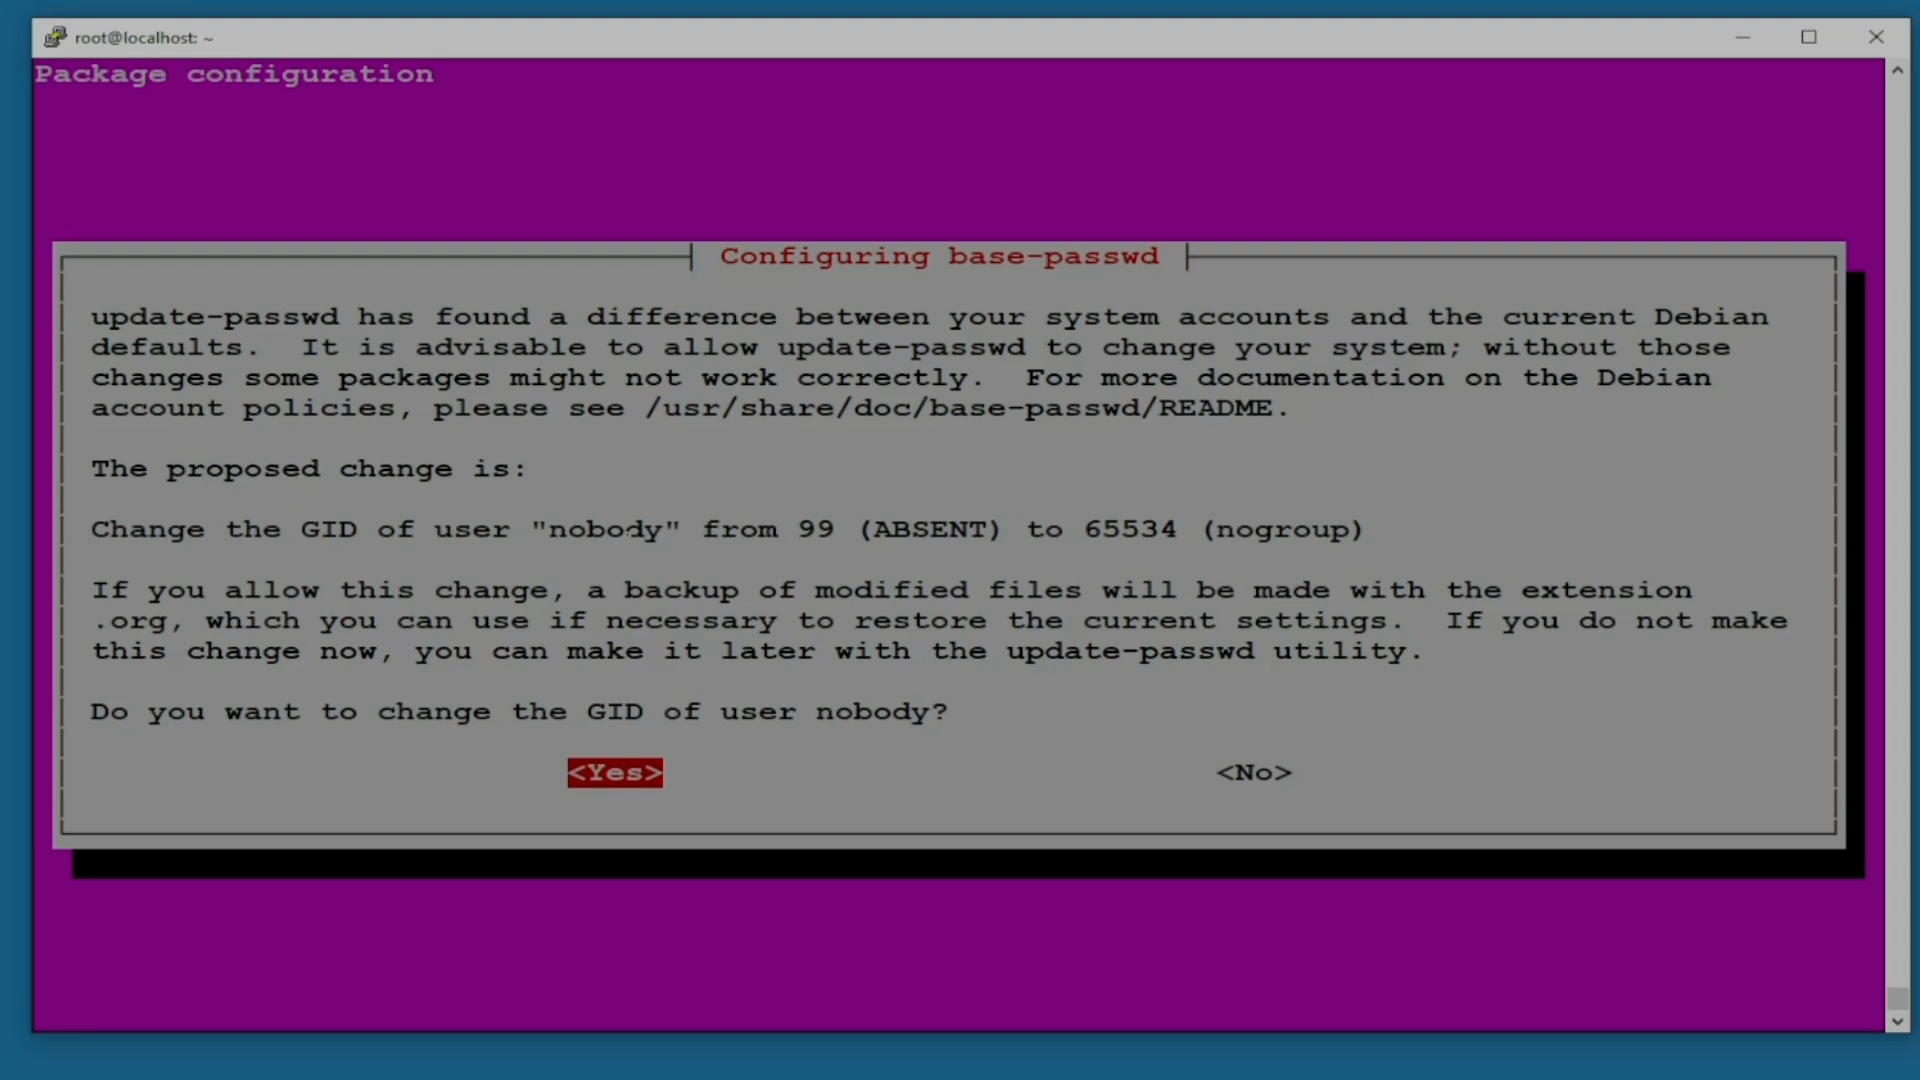 root@localhost: ~
Package configuration
Configuring base-passwd
update-passwd has found a difference between your system accounts and the current Debian
defaults.  It is advisable to allow update-passwd to change your system; without those
changes some packages might not work correctly.  For more documentation on the Debian
account policies, please see /usr/share/doc/base-passwd/README.
The proposed change is:
Change the GID of user "nobody" from 99 (ABSENT) to 65534 (nogroup)
If you allow this change, a backup of modified files will be made with the extension
.org, which you can use if necessary to restore the current settings.  If you do not make
this change now, you can make it later with the update-passwd utility.
Do you want to change the GID of user nobody?
<Yes> <No>